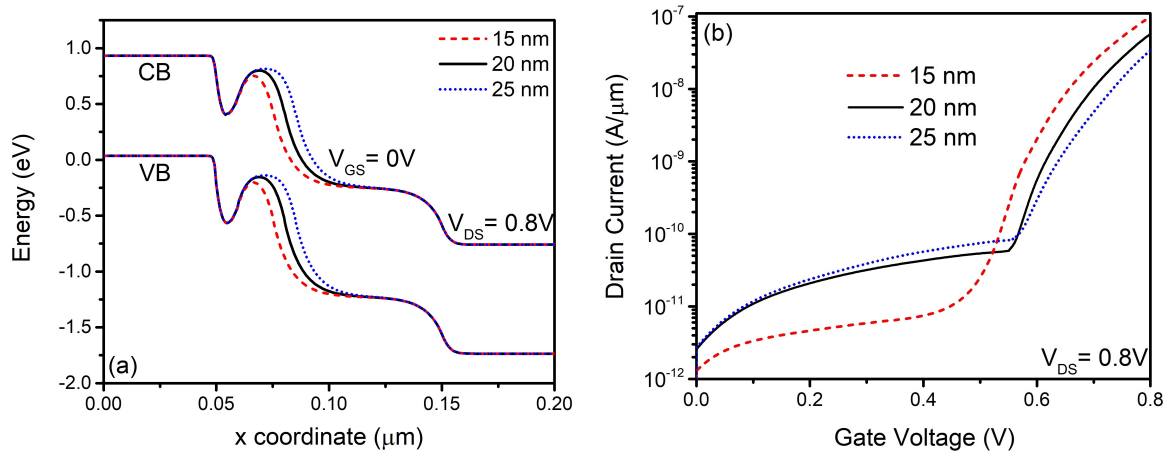 1.0
0.5
0.0
-0.5
-1.0
-1.5
-2.0
Energy (eV)
CB
VB
15 nm
20 nm
25 nm
V_GS = 0V
V_DS = 0.8V
(a)
0.00 0.05 0.10 0.15 0.20
x coordinate (μm)
(b)
10^-7
10^-8
10^-9
10^-10
10^-11
10^-12
Drain Current (A/μm)
15 nm
20 nm
25 nm
V_DS = 0.8V
0.0 0.2 0.4 0.6 0.8
Gate Voltage (V)